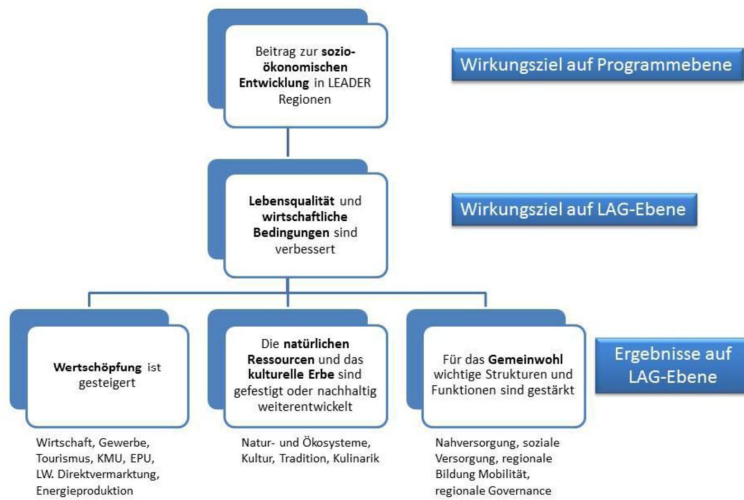 Beitrag zur sozio-
ökonomischen
Entwicklung in LEADER
Regionen
Wirkungsziel auf Programmebene
Lebensqualität und
wirtschaftliche
Bedingungen sind
verbessert
Wirkungsziel auf LAG-Ebene
Wertschöpfung ist
gesteigert
Die natürlichen
Ressourcen und das
kulturelle Erbe sind
gefestigt oder nachhaltig
weiterentwickelt
Für das Gemeinwohl
wichtige Strukturen und
Funktionen sind gestärkt
Ergebnisse auf
LAG-Ebene
Wirtschaft, Gewerbe,
Tourismus, KMU, EPU,
LW. Direktvermarktung,
Energieproduktion
Natur- und Ökosysteme,
Kultur, Tradition, Kulinarik
Nahversorgung, soziale
Versorgung, regionale
Bildung Mobilität,
regionale Governance